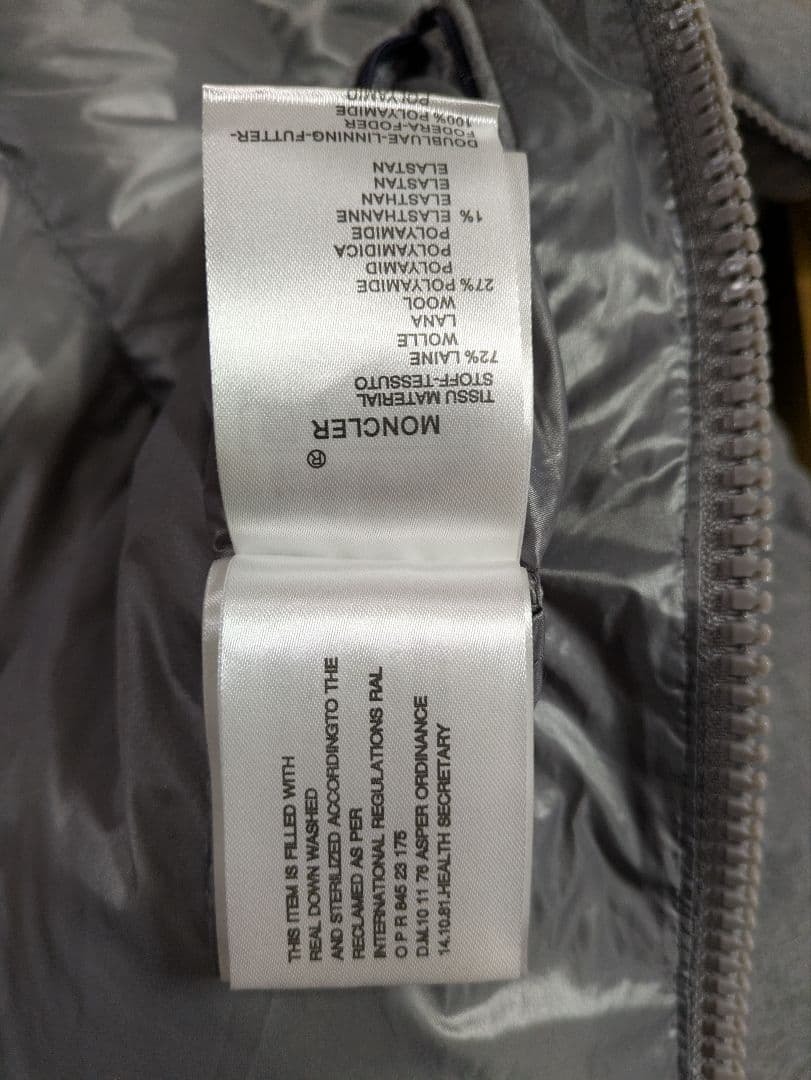 ®
MONCLER
TISSU MATERIAL
STOFF-TESSUTO
72% LAINE
WOLLE
LANA
WOOL
27% POLYAMIDE
POLYAMID
POLYAMIDICA
POLYAMIDE
1% ELASTHANNE
ELASTHAN
ELASTAN
ELASTAN
DOUBLUAE-LINNING-FUTTER-
FODERA-FODER
100% POLYAMIDE
POLYAMID
THIS ITEM IS FILLED WITH
REAL DOWN WASHED
AND STERILIZED ACCORDINGTO THE
RECLAMED AS PER
INTERNATIONAL REGULATIONS RAL
O P R 845 23 175
D.M.10 11 76 ASPER ORDINANCE
14.10.81.HEALTH SECRETARY